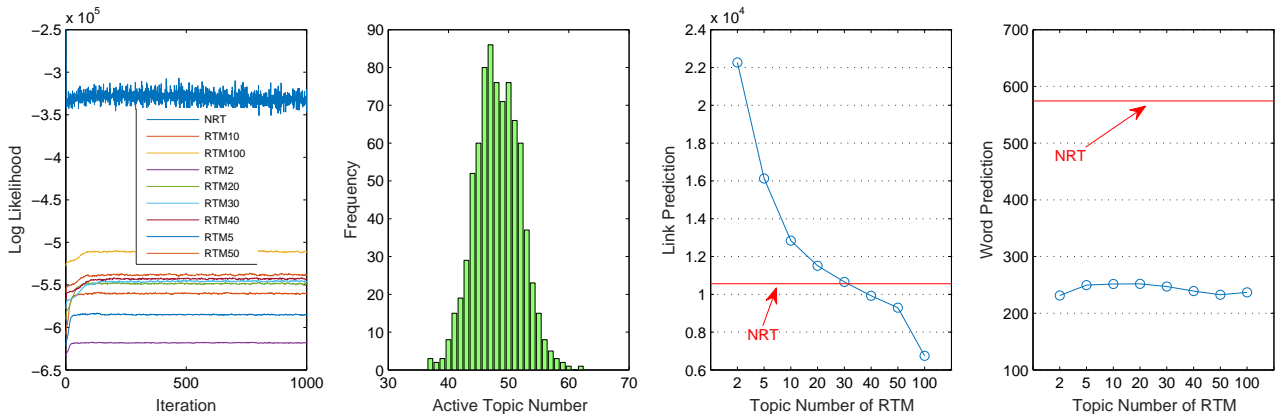 x 10^5
−2.5
−3
−3.5
−4
−4.5
−5
−5.5
−6
−6.5
Log Likelihood
NRT
RTM10
RTM100
RTM2
RTM20
RTM30
RTM40
RTM5
RTM50
0 500 1000
Iteration
90
80
70
60
50
40
30
20
10
0
Frequency
30 40 50 60 70
Active Topic Number
x 10^4
2.4
2.2
2
1.8
1.6
1.4
1.2
1
0.8
0.6
Link Prediction
NRT
2 5 10 20 30 40 50 100
Topic Number of RTM
700
600
500
400
300
200
100
Word Prediction
NRT
2 5 10 20 30 40 50 100
Topic Number of RTM